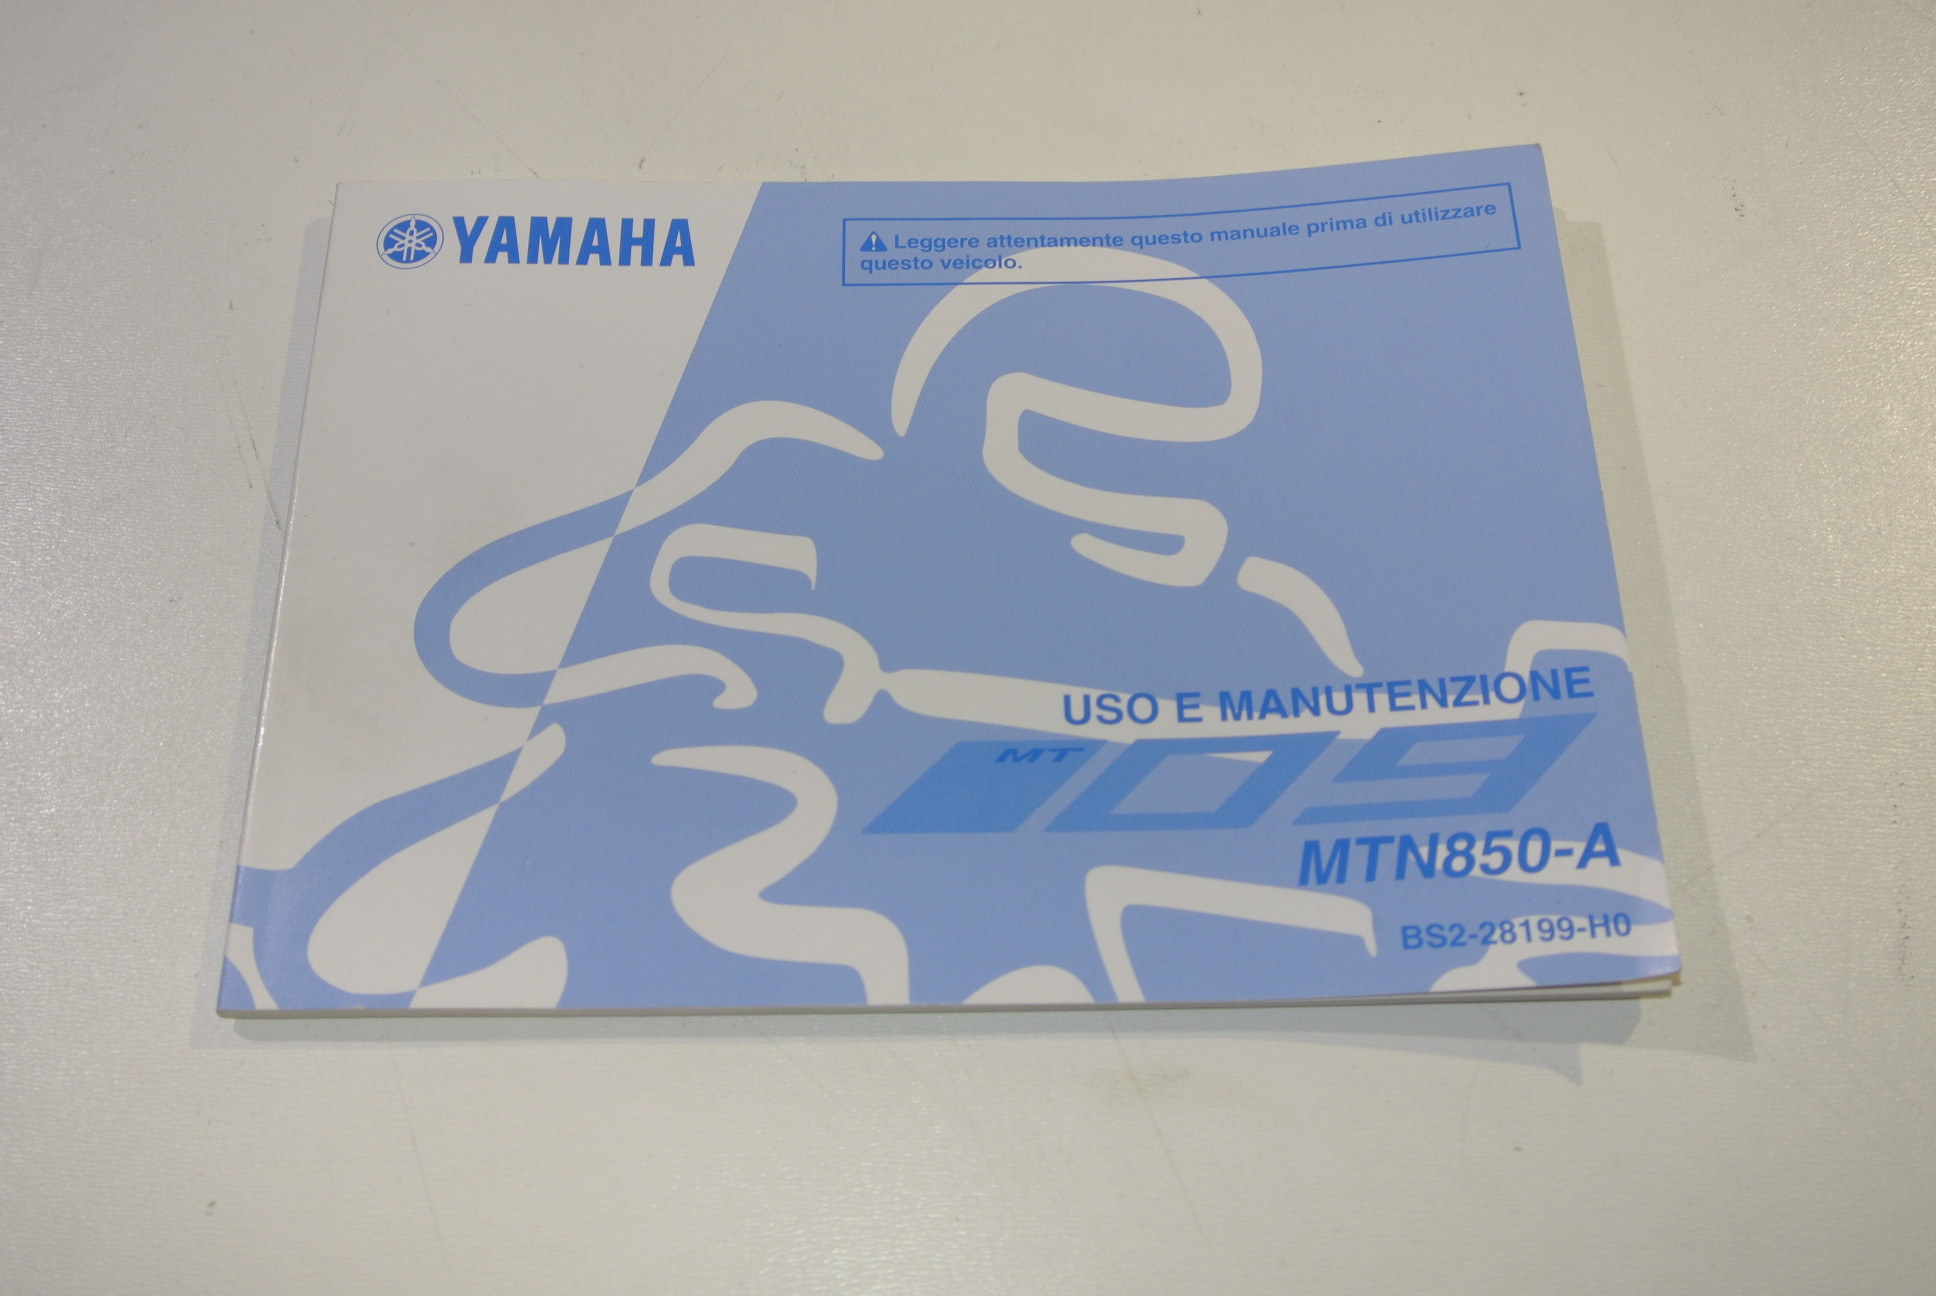 YAMAHA
⚠ Leggere attentamente questo manuale prima di utilizzare
questo veicolo.
USO E MANUTENZIONE
MT 09
MTN850-A
BS2-28199-H0